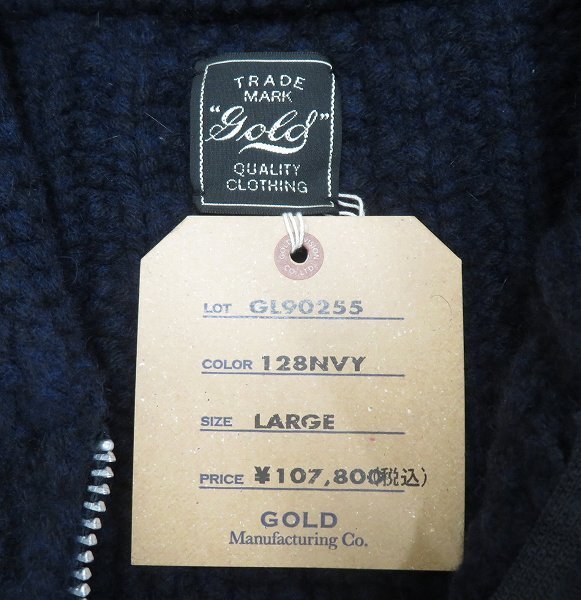 TRADE
MARK
"Gold"
QUALITY
CLOTHING
LOT GL90255
COLOR 128NVY
SIZE LARGE
PRICE ¥107,800(税込)
GOLD
Manufacturing Co.